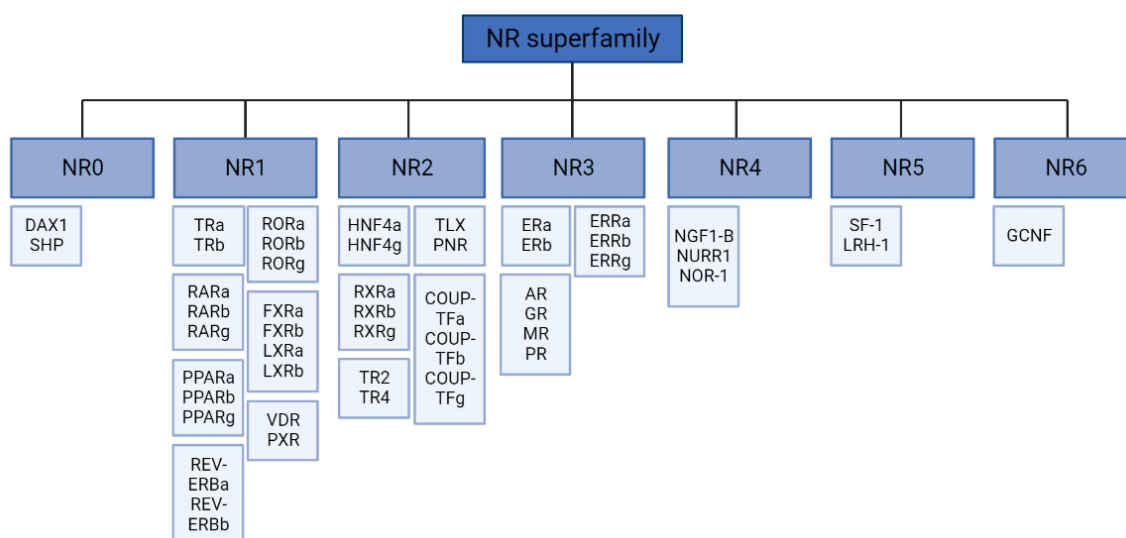 NR superfamily
NR0
NR1
NR2
NR3
NR4
NR5
NR6
DAX1
SHP
TRa
TRb
RARa
RARb
RARg
PPARa
PPARb
PPARg
REV-
ERBa
REV-
ERBb
RORa
RORb
RORg
FXRa
FXRb
LXRa
LXRb
VDR
PXR
HNF4a
HNF4g
RXRa
RXRb
RXRg
TR2
TR4
TLX
PNR
COUP-
TFa
COUP-
TFb
COUP-
TFg
ERa
ERb
AR
GR
MR
PR
ERRa
ERRb
ERRg
NGF1-B
NURR1
NOR-1
SF-1
LRH-1
GCNF